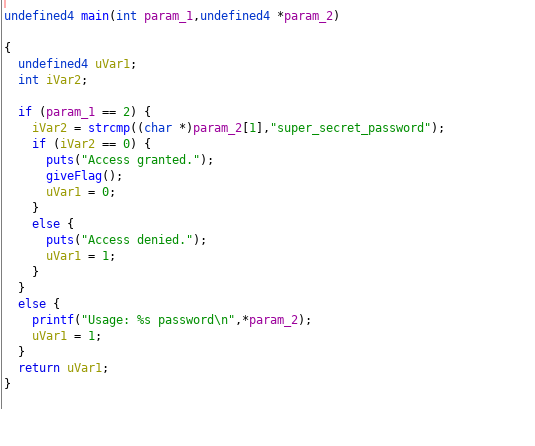 undefined4 main(int param_1,undefined4 *param_2)
{
undefined4 uVar1;
int iVar2;
if (param_1 == 2) {
iVar2 = strcmp((char *)param_2[1],"super_secret_password");
if (iVar2 == 0) {
puts("Access granted.");
giveFlag();
uVar1 = 0;
}
else {
puts("Access denied.");
uVar1 = 1;
}
}
else {
printf("Usage: %s password\n",*param_2);
uVar1 = 1;
}
return uVar1;
}